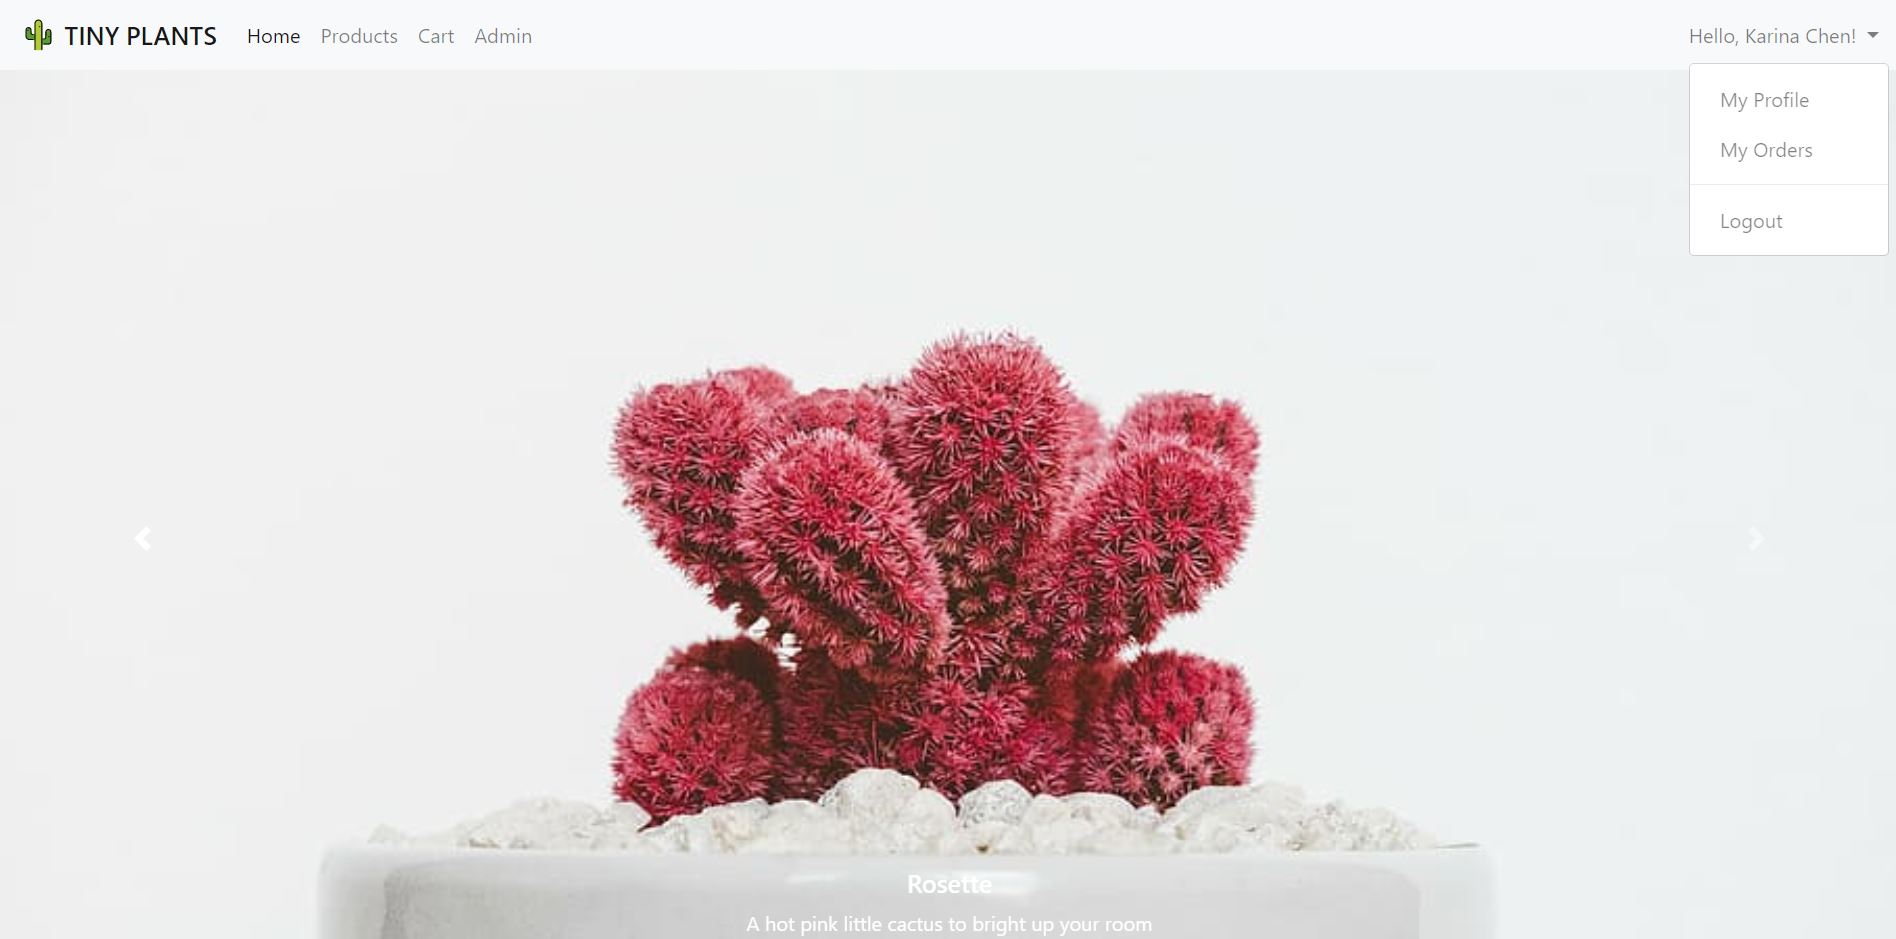 TINY PLANTS Home Products Cart Admin Hello, Karina Chen!
My Profile
My Orders
Logout
Rosette
A hot pink little cactus to bright up your room